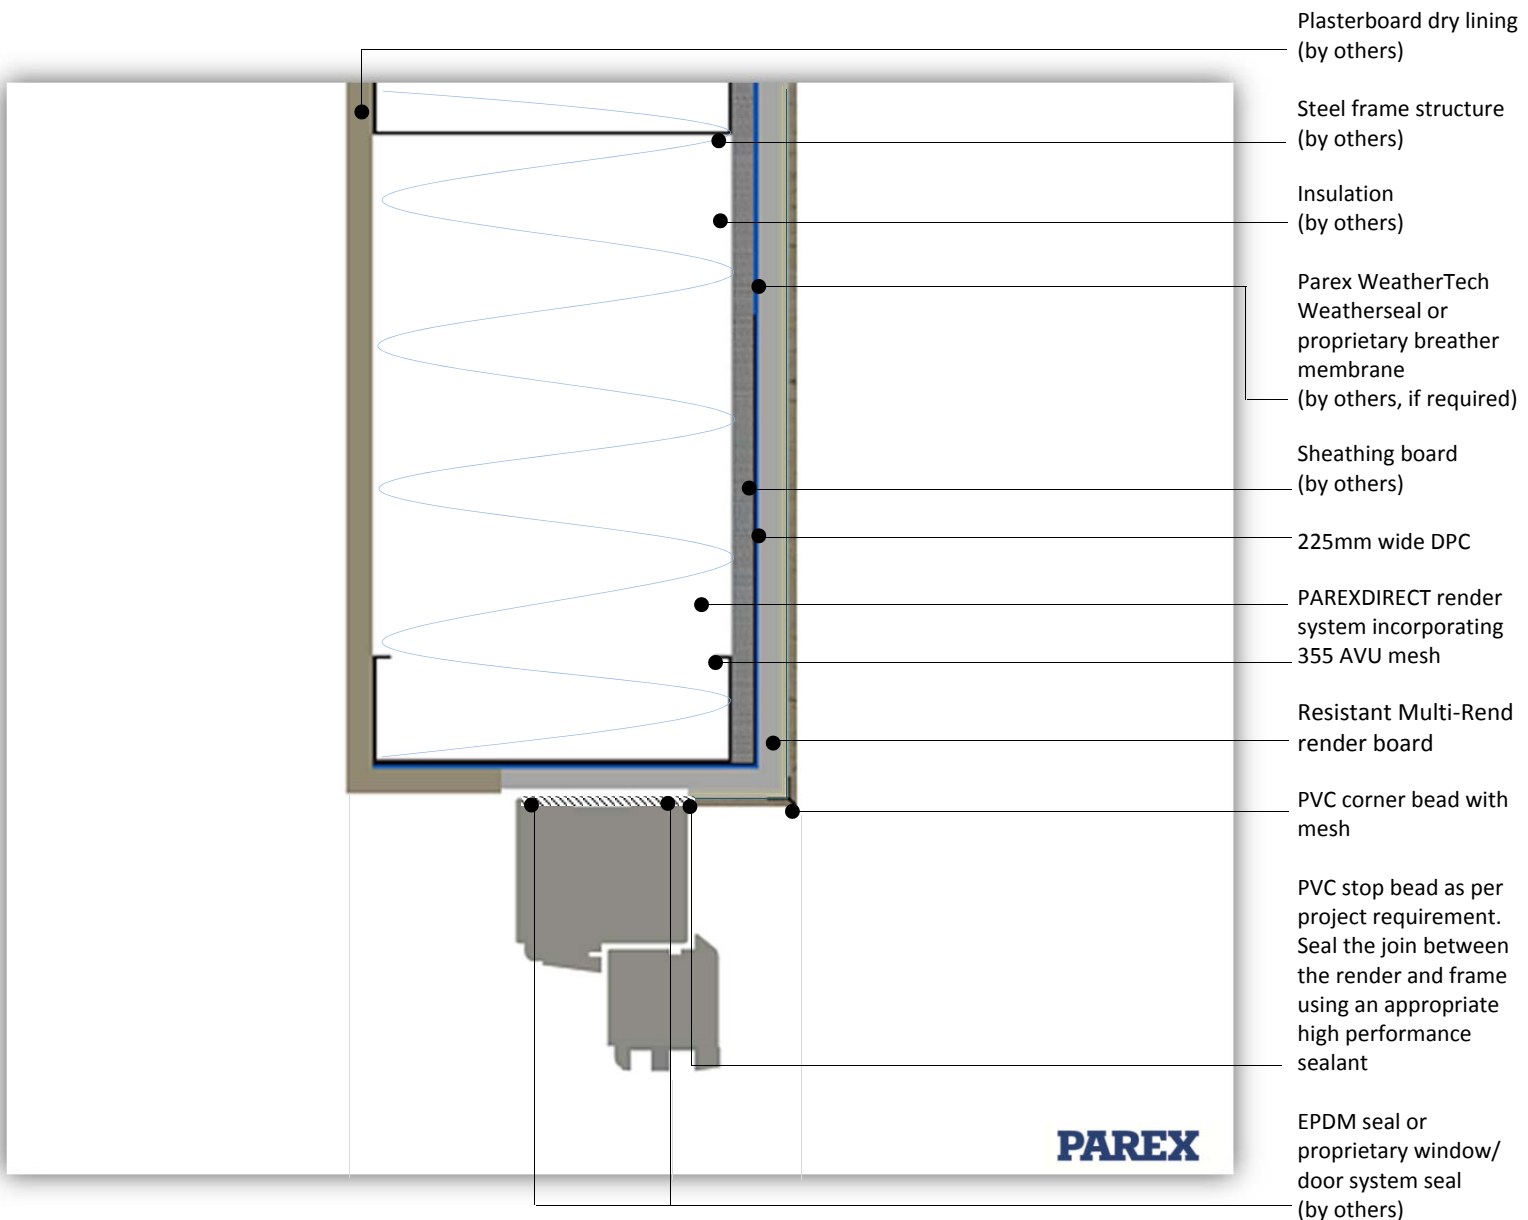 Plasterboard dry lining
(by others)
Steel frame structure
(by others)
Insulation
(by others)
Parex WeatherTech
Weatherseal or
proprietary breather
membrane
(by others, if required)
Sheathing board
(by others)
225mm wide DPC
PAREXDIRECT render
system incorporating
355 AVU mesh
Resistant Multi-Rend
render board
PVC corner bead with
mesh
PVC stop bead as per
project requirement.
Seal the join between
the render and frame
using an appropriate
high performance
sealant
PAREX
EPDM seal or
proprietary window/
door system seal
(by others)